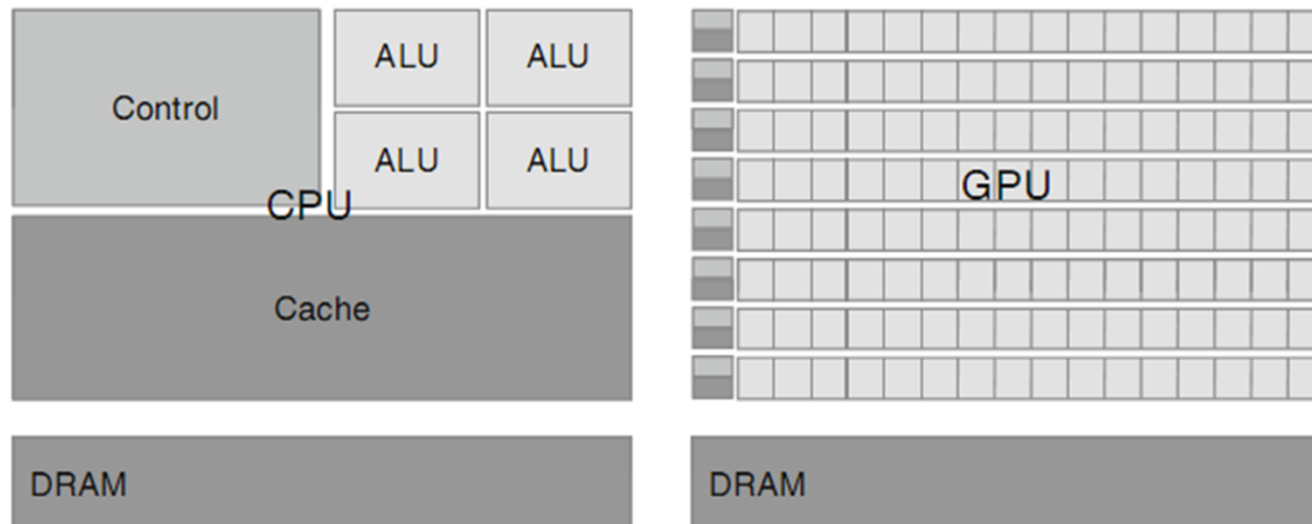 ALU ALU
Control
ALU ALU
CPU
Cache
DRAM
GPU
DRAM